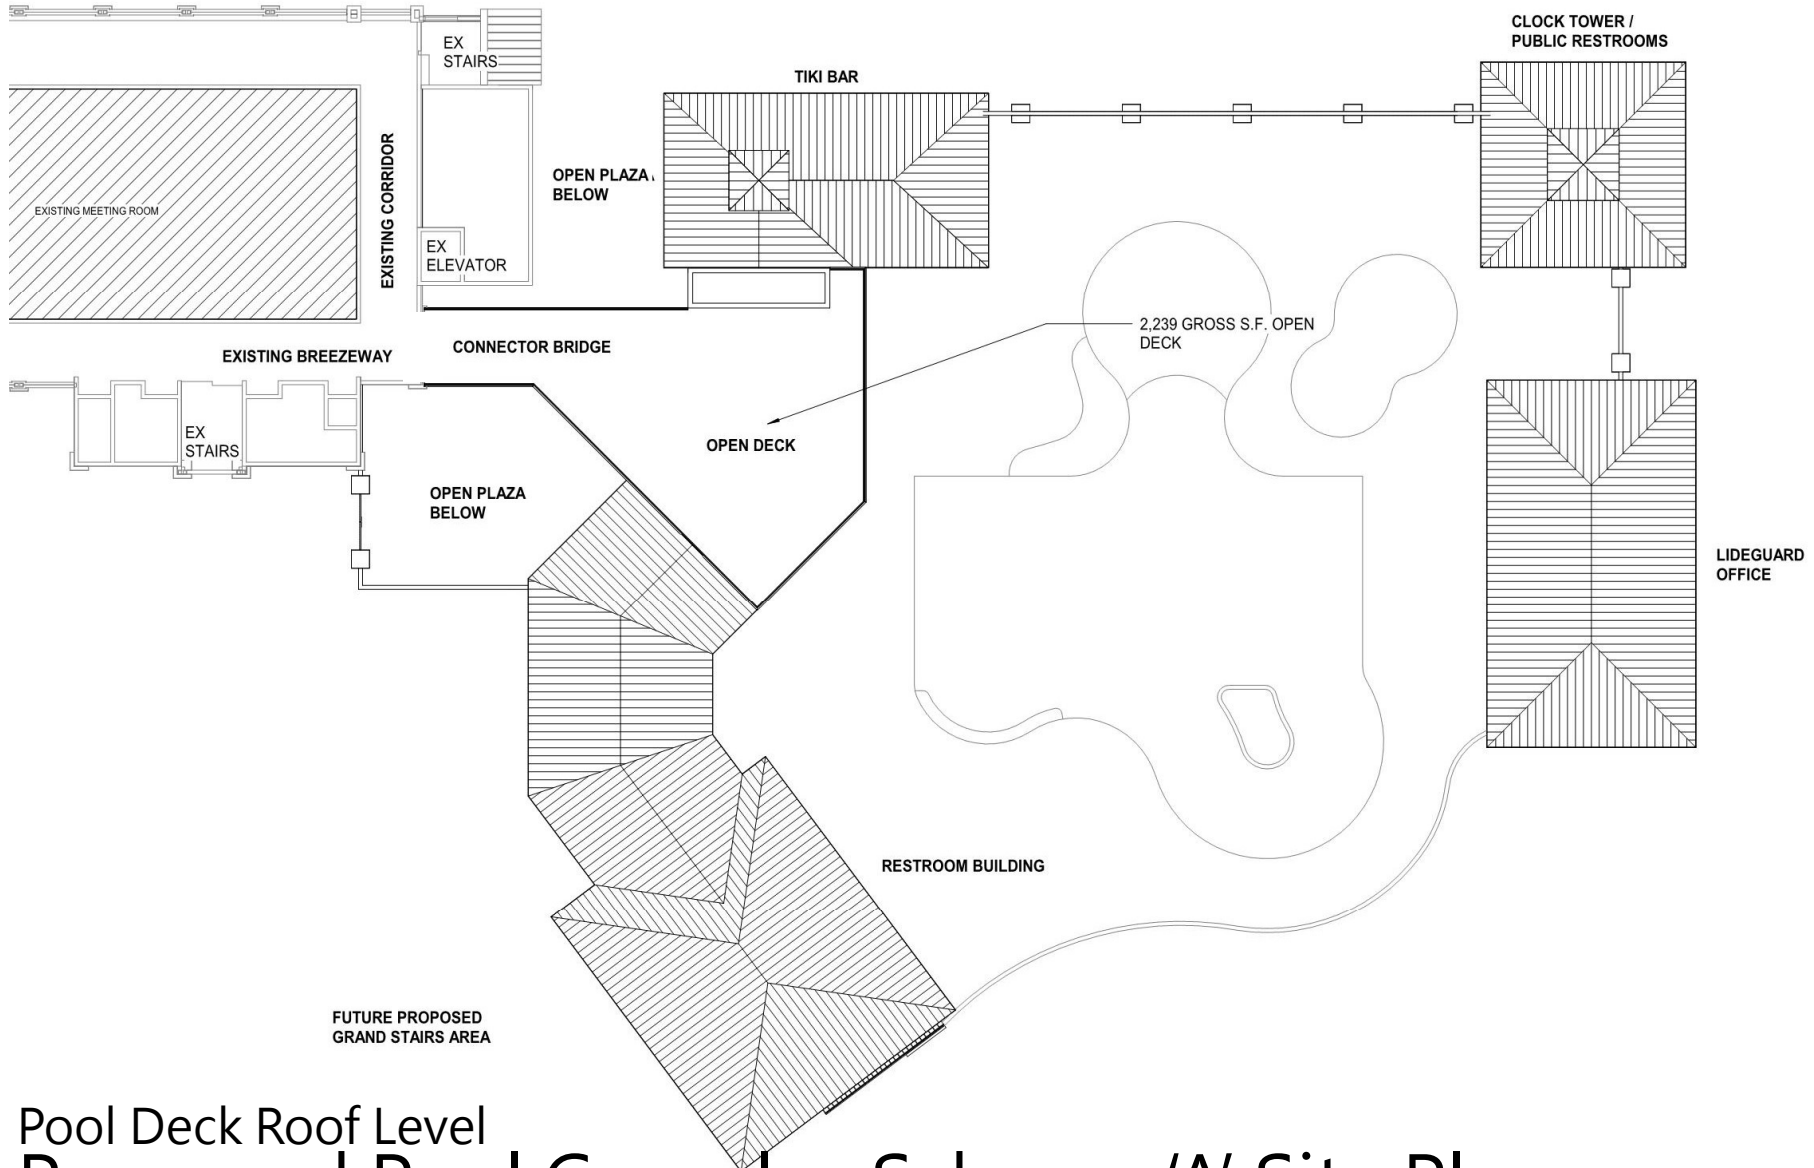 CLOCK TOWER /
PUBLIC RESTROOMS
EX
STAIRS
TIKI BAR
EXISTING CORRIDOR
OPEN PLAZA
BELOW
EXISTING MEETING ROOM
EX
ELEVATOR
2,239 GROSS S.F. OPEN
DECK
CONNECTOR BRIDGE
EXISTING BREEZEWAY
EX
STAIRS
OPEN DECK
OPEN PLAZA
BELOW
LIDEGUARD
OFFICE
RESTROOM BUILDING
FUTURE PROPOSED
GRAND STAIRS AREA
Pool Deck Roof Level